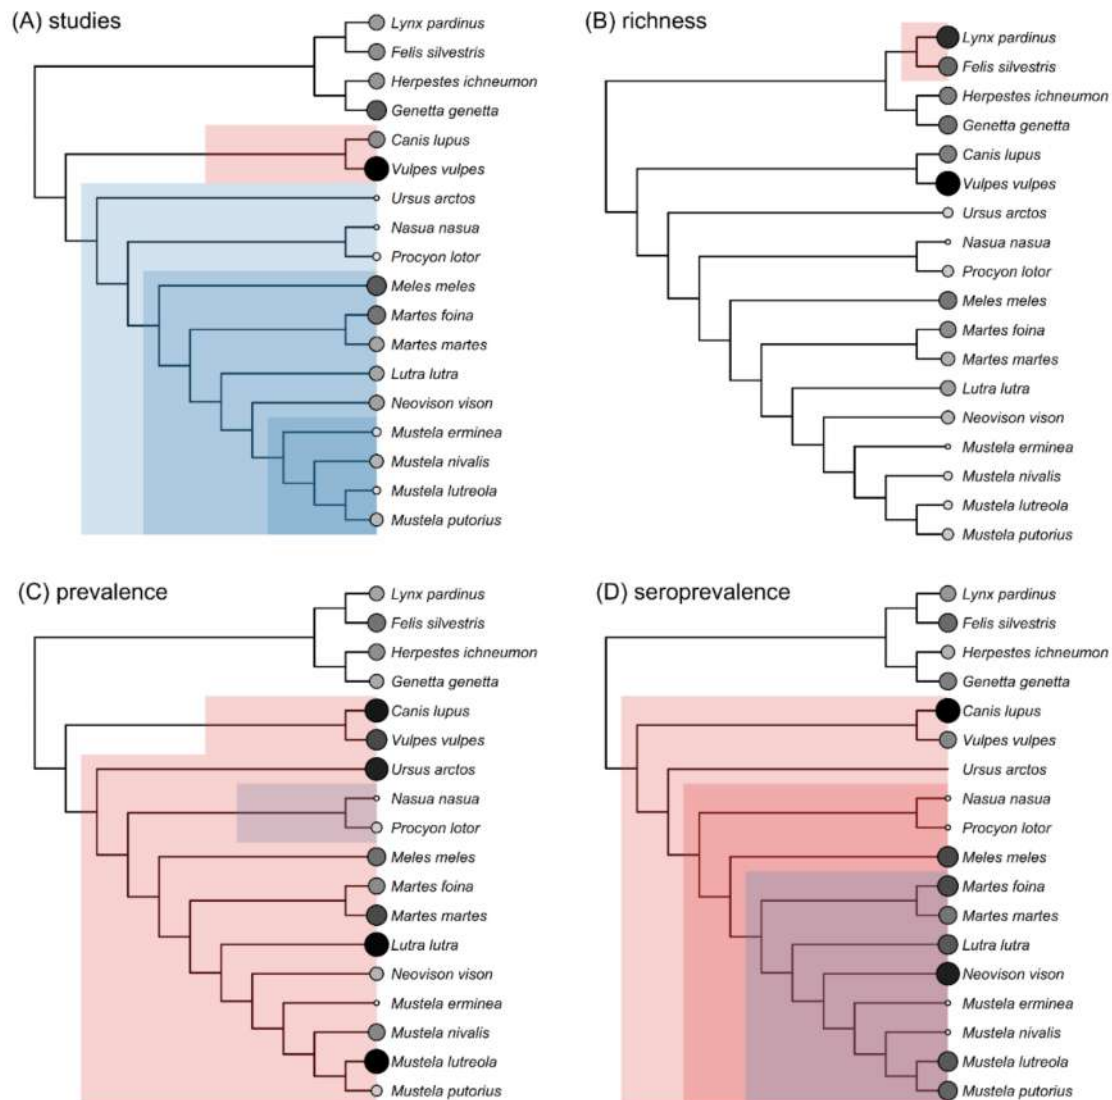 (A) studies
Lynx pardinus
Felis silvestris
Herpestes ichneumon
Genetta genetta
Canis lupus
Vulpes vulpes
Ursus arctos
Nasua nasua
Procyon lotor
Meles meles
Martes foina
Martes martes
Lutra lutra
Neovison vison
Mustela erminea
Mustela nivalis
Mustela lutreola
Mustela putorius
(B) richness
Lynx pardinus
Felis silvestris
Herpestes ichneumon
Genetta genetta
Canis lupus
Vulpes vulpes
Ursus arctos
Nasua nasua
Procyon lotor
Meles meles
Martes foina
Martes martes
Lutra lutra
Neovison vison
Mustela erminea
Mustela nivalis
Mustela lutreola
Mustela putorius
(C) prevalence
Lynx pardinus
Felis silvestris
Herpestes ichneumon
Genetta genetta
Canis lupus
Vulpes vulpes
Ursus arctos
Nasua nasua
Procyon lotor
Meles meles
Martes foina
Martes martes
Lutra lutra
Neovison vison
Mustela erminea
Mustela nivalis
Mustela lutreola
Mustela putorius
(D) seroprevalence
Lynx pardinus
Felis silvestris
Herpestes ichneumon
Genetta genetta
Canis lupus
Vulpes vulpes
Ursus arctos
Nasua nasua
Procyon lotor
Meles meles
Martes foina
Martes martes
Lutra lutra
Neovison vison
Mustela erminea
Mustela nivalis
Mustela lutreola
Mustela putorius